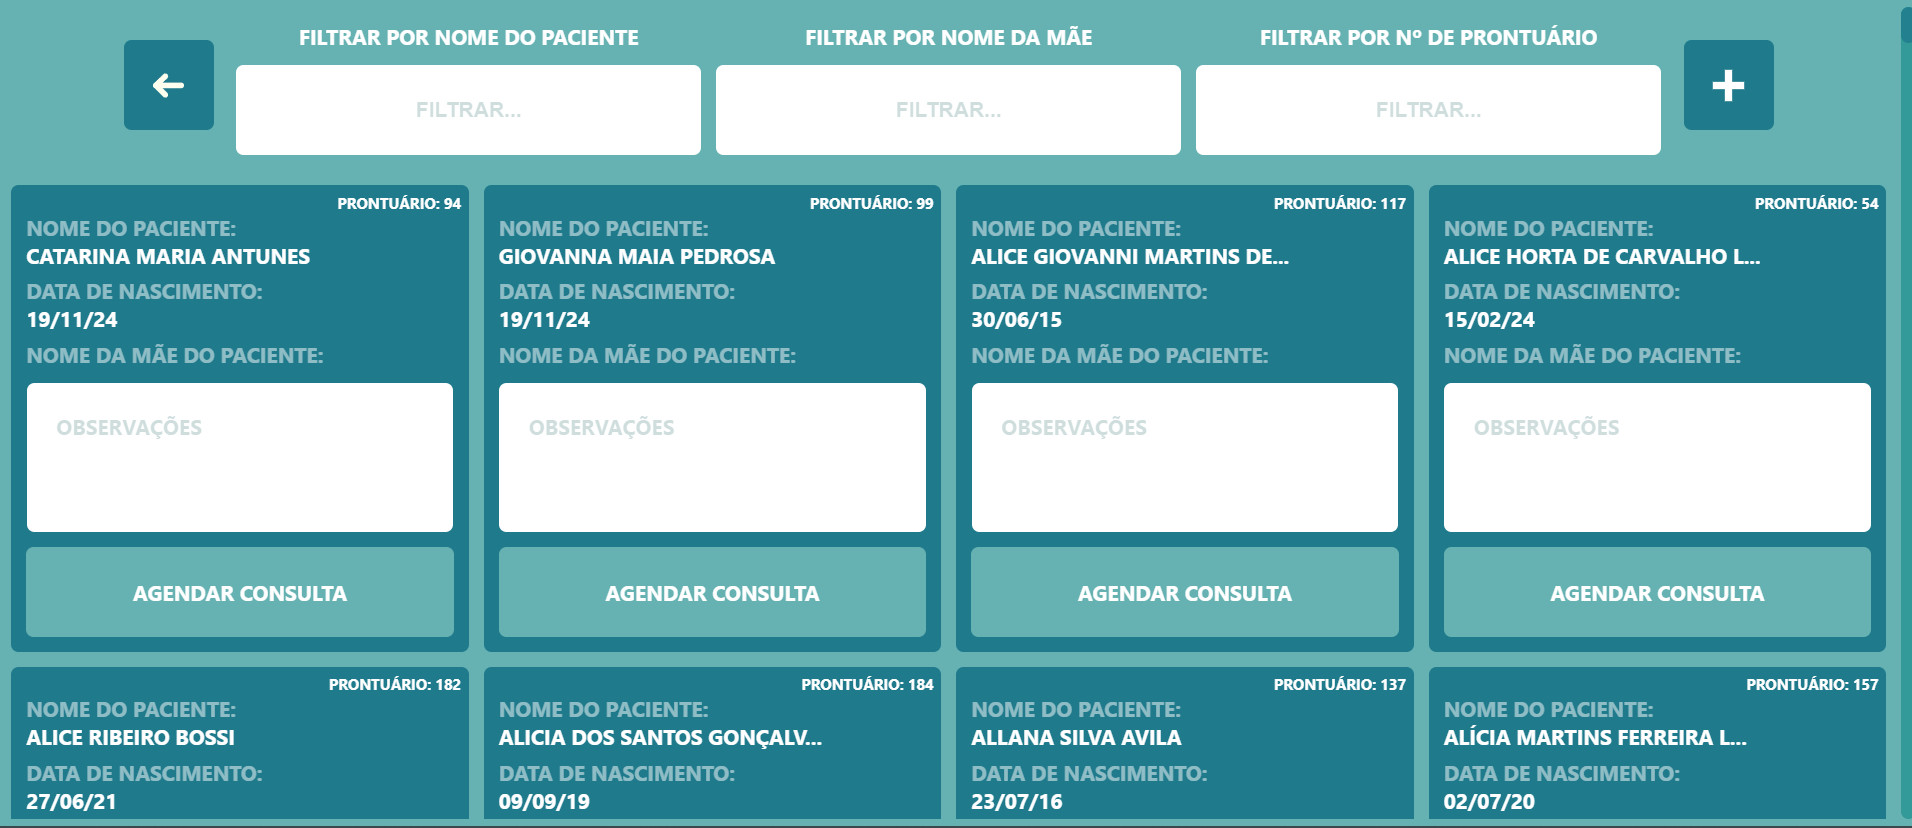 FILTRAR POR NOME DO PACIENTE
FILTRAR...
FILTRAR POR NOME DA MÃE
FILTRAR...
FILTRAR POR Nº DE PRONTUÁRIO
FILTRAR...
PRONTUÁRIO: 94
NOME DO PACIENTE:
CATARINA MARIA ANTUNES
DATA DE NASCIMENTO:
19/11/24
NOME DA MÃE DO PACIENTE:
OBSERVAÇÕES
AGENDAR CONSULTA
PRONTUÁRIO: 99
NOME DO PACIENTE:
GIOVANNA MAIA PEDROSA
DATA DE NASCIMENTO:
19/11/24
NOME DA MÃE DO PACIENTE:
OBSERVAÇÕES
AGENDAR CONSULTA
PRONTUÁRIO: 117
NOME DO PACIENTE:
ALICE GIOVANNI MARTINS DE...
DATA DE NASCIMENTO:
30/06/15
NOME DA MÃE DO PACIENTE:
OBSERVAÇÕES
AGENDAR CONSULTA
PRONTUÁRIO: 54
NOME DO PACIENTE:
ALICE HORTA DE CARVALHO L...
DATA DE NASCIMENTO:
15/02/24
NOME DA MÃE DO PACIENTE:
OBSERVAÇÕES
AGENDAR CONSULTA
PRONTUÁRIO: 182
NOME DO PACIENTE:
ALICE RIBEIRO BOSSI
DATA DE NASCIMENTO:
27/06/21
PRONTUÁRIO: 184
NOME DO PACIENTE:
ALICIA DOS SANTOS GONÇALV...
DATA DE NASCIMENTO:
09/09/19
PRONTUÁRIO: 137
NOME DO PACIENTE:
ALLANA SILVA AVILA
DATA DE NASCIMENTO:
23/07/16
PRONTUÁRIO: 157
NOME DO PACIENTE:
ALÍCIA MARTINS FERREIRA L...
DATA DE NASCIMENTO:
02/07/20